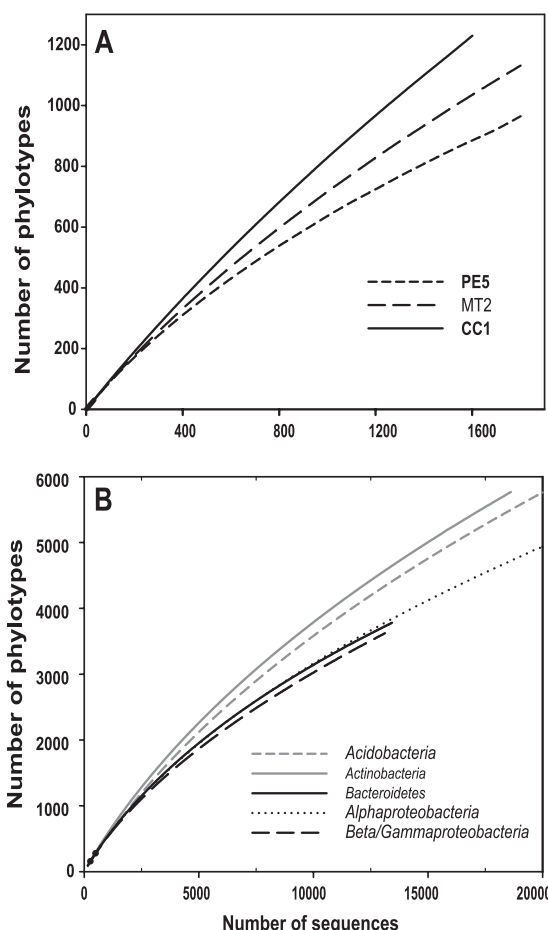 A
1200
1000
800
600
400
200
0
Number of phylotypes
PE5
MT2
CC1
0 400 800 1200 1600
B
6000
5000
4000
3000
2000
1000
0
Number of phylotypes
Acidobacteria
Actinobacteria
Bacteroidetes
Alphaproteobacteria
Beta/Gammaproteobacteria
0 5000 10000 15000 20000
Number of sequences